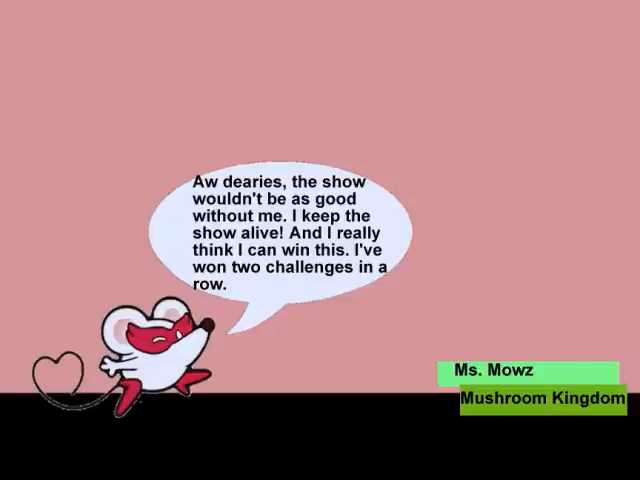 Aw dearies, the show
wouldn't be as good
without me. I keep the
show alive! And I really
think I can win this. I've
won two challenges in a
row.
Ms. Mowz
Mushroom Kingdom